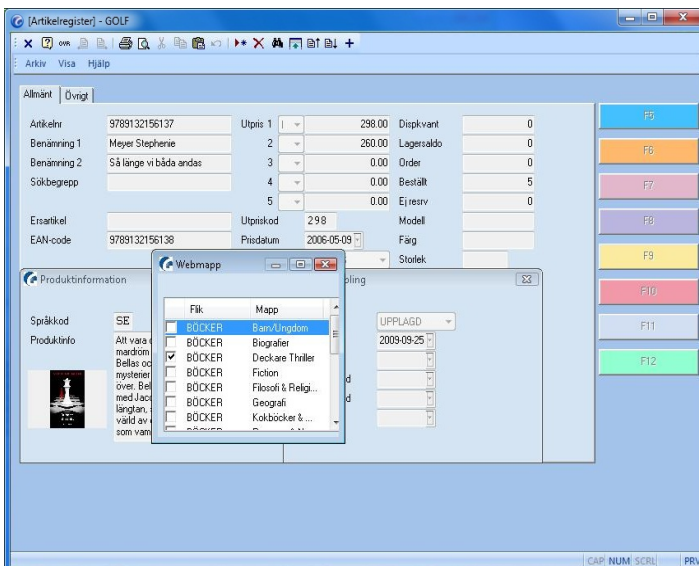 [Artikelregister] - GOLF
OVR
Arkiv Visa Hjälp
Allmänt Övrigt
Artikelnr 9789132156137 Utpris 1 298.00 Dispkvant 0
Benämning 1 Meyer Stephenie 2 260.00 Lagersaldo 0
Benämning 2 Så länge vi båda andas 3 0.00 Order 0
Sökbegrepp 4 0.00 Beställt 5
5 0.00 Ej resrv 0
Ersartikel Utpriskod 298 Modell
EAN-code 9789132156138 Prisdatum 2006-05-09 Färg
Storlek
F5
F6
F7
F8
F9
F10
F11
F12
Produktinformation
Språkkod SE
Produktinfo Att vara
mardröm
Bellas oc
mysterier
över. Bel
med Jaco
längtan,
värld av
som vam
Webmapp
Flik Mapp
BÖCKER Barn/Ungdom
BÖCKER Biografier
BÖCKER Deckare Thriller
BÖCKER Fiction
BÖCKER Filosofi & Religi...
BÖCKER Geografi
BÖCKER Kokböcker & ...
BÖCKER
pling
UPPLAGD
2009-09-25
d
d
CAP NUM SCRL PRV